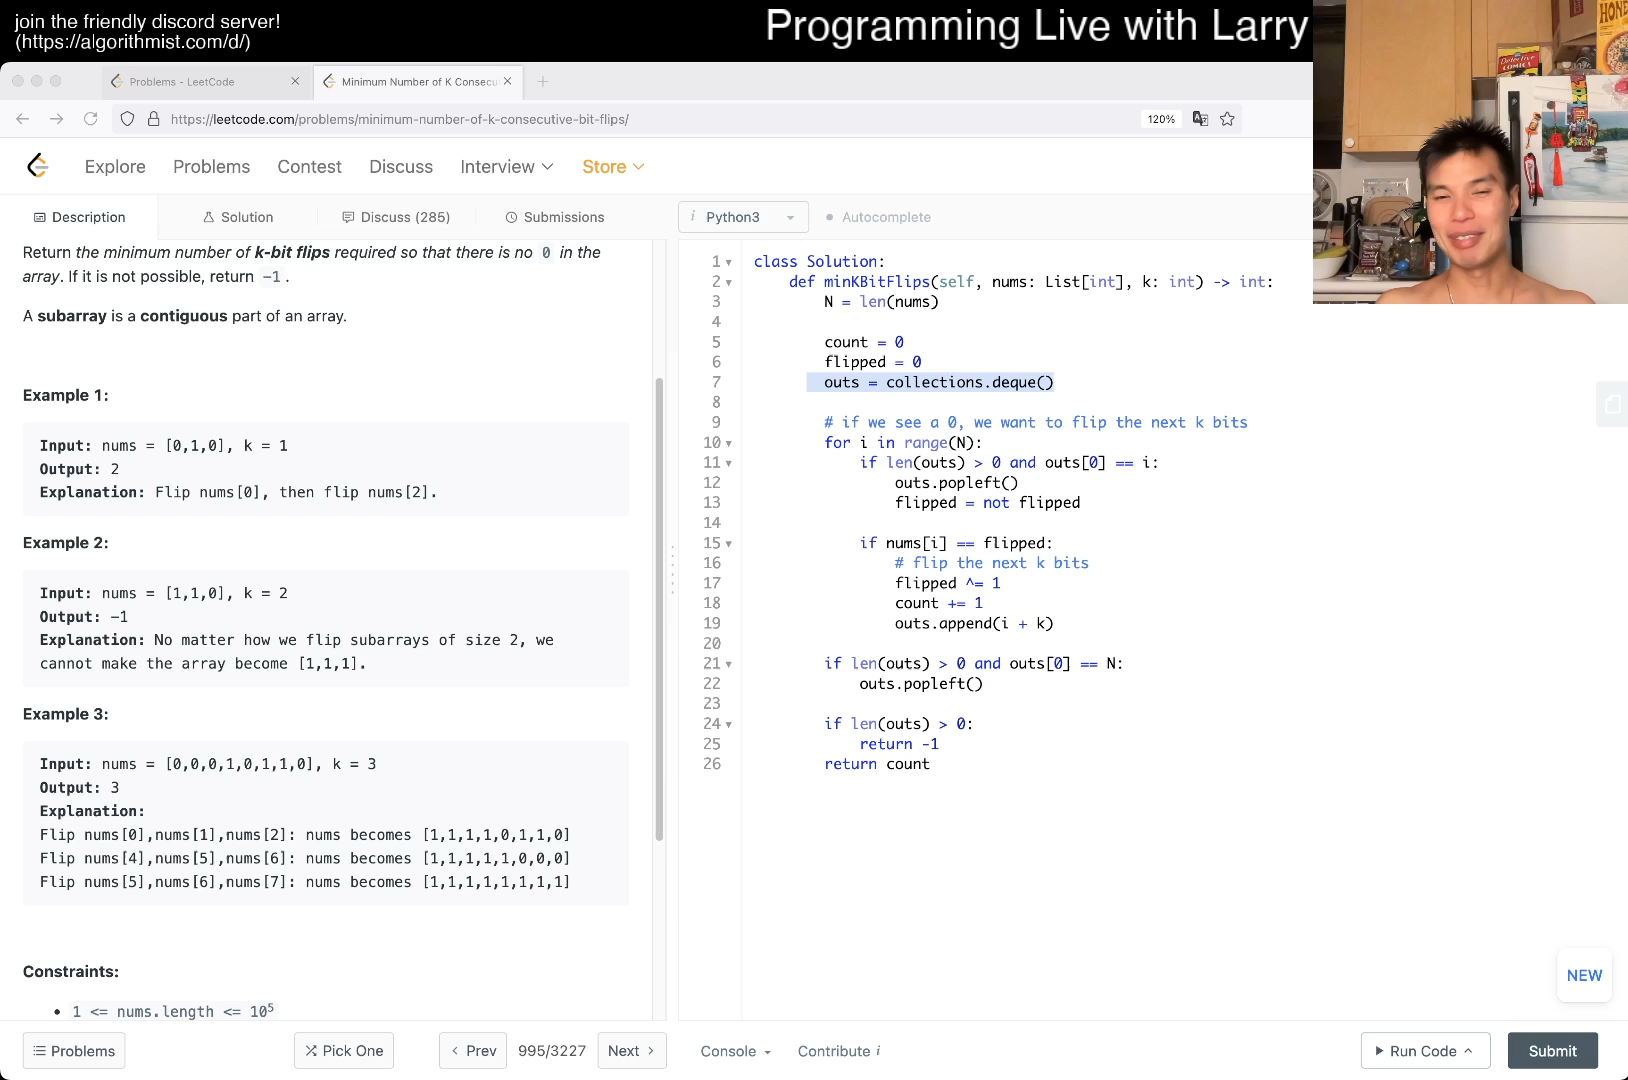 join the friendly discord server!
(https://algorithmist.com/d/)
Programming Live with Larry
Problems - LeetCode
Minimum Number of K Consecu
https://leetcode.com/problems/minimum-number-of-k-consecutive-bit-flips/
120%
Explore
Problems
Contest
Discuss
Interview
Store
Description
Solution
Discuss (285)
Submissions
i Python3
Autocomplete
Return the minimum number of k-bit flips required so that there is no 0 in the
array. If it is not possible, return -1.
A subarray is a contiguous part of an array.
Example 1:
Input: nums = [0,1,0], k = 1
Output: 2
Explanation: Flip nums[0], then flip nums[2].
Example 2:
Input: nums = [1,1,0], k = 2
Output: -1
Explanation: No matter how we flip subarrays of size 2, we
cannot make the array become [1,1,1].
Example 3:
Input: nums = [0,0,0,1,0,1,1,0], k = 3
Output: 3
Explanation:
Flip nums[0],nums[1],nums[2]: nums becomes [1,1,1,1,0,1,1,0]
Flip nums[4],nums[5],nums[6]: nums becomes [1,1,1,1,1,0,0,0]
Flip nums[5],nums[6],nums[7]: nums becomes [1,1,1,1,1,1,1,1]
Constraints:
• 1 <= nums.length <= 10⁵
1 class Solution:
2 def minKBitFlips(self, nums: List[int], k: int) -> int:
3 N = len(nums)
4
5 count = 0
6 flipped = 0
7 outs = collections.deque()
8
9 # if we see a 0, we want to flip the next k bits
10 for i in range(N):
11 if len(outs) > 0 and outs[0] == i:
12 outs.popleft()
13 flipped = not flipped
14
15 if nums[i] == flipped:
16 # flip the next k bits
17 flipped ^= 1
18 count += 1
19 outs.append(i + k)
20
21 if len(outs) > 0 and outs[0] == N:
22 outs.popleft()
23
24 if len(outs) > 0:
25 return -1
26 return count
NEW
Problems
Pick One
Prev
995/3227
Next
Console
Contribute i
Run Code
Submit